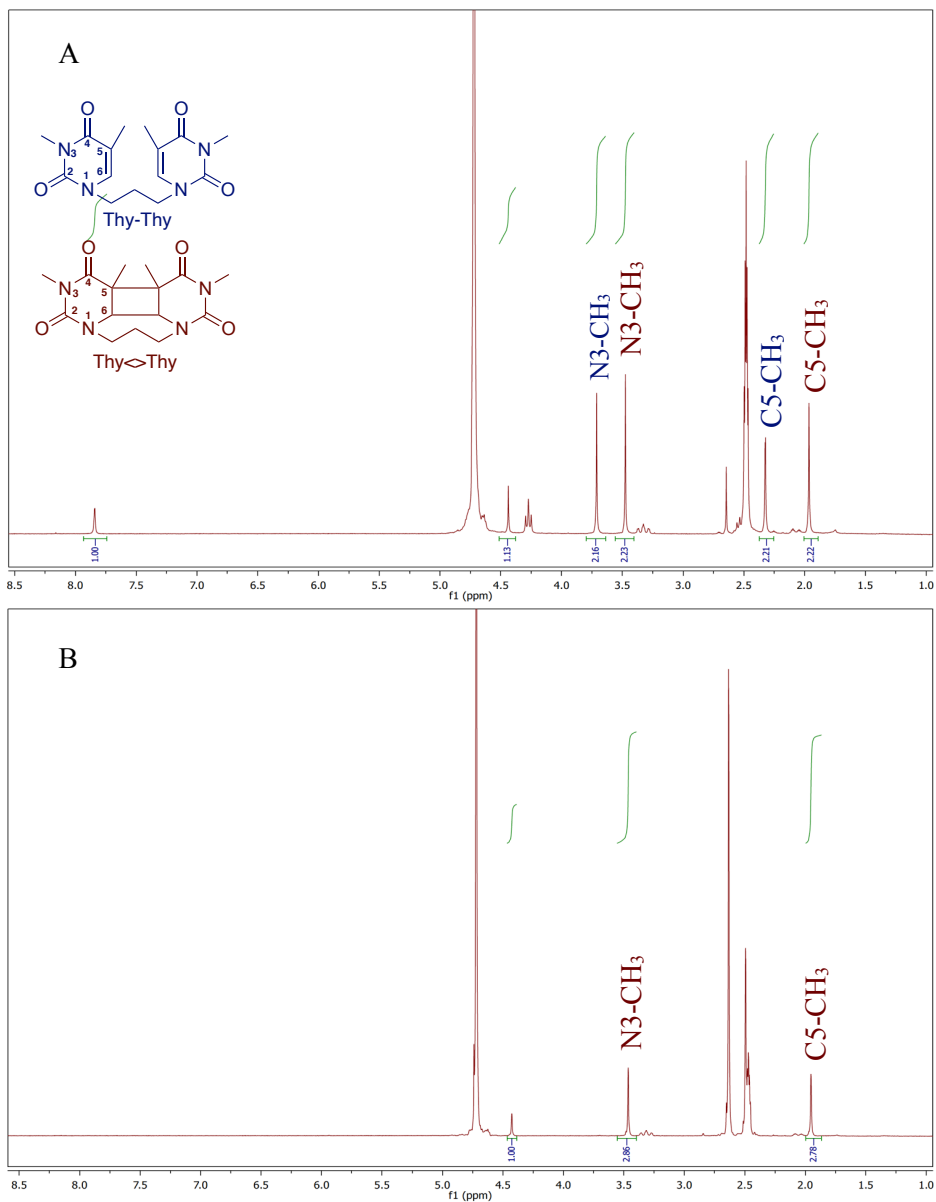 A
O
O
N
3
4
5
N
2
6
O
N
1
N
O
Thy-Thy
O
O
4
N
3
5
N
2
6
O
N
1
N
O
Thy<>Thy
N3-CH₃
N3-CH₃
C5-CH₃
C5-CH₃
1.00
1.13
2.16
2.23
2.21
2.22
8.5 8.0 7.5 7.0 6.5 6.0 5.5 5.0 4.5 4.0 3.5 3.0 2.5 2.0 1.5 1.0
f1 (ppm)
B
N3-CH₃
C5-CH₃
1.00
2.86
2.78
8.5 8.0 7.5 7.0 6.5 6.0 5.5 5.0 4.5 4.0 3.5 3.0 2.5 2.0 1.5 1.0
f1 (ppm)